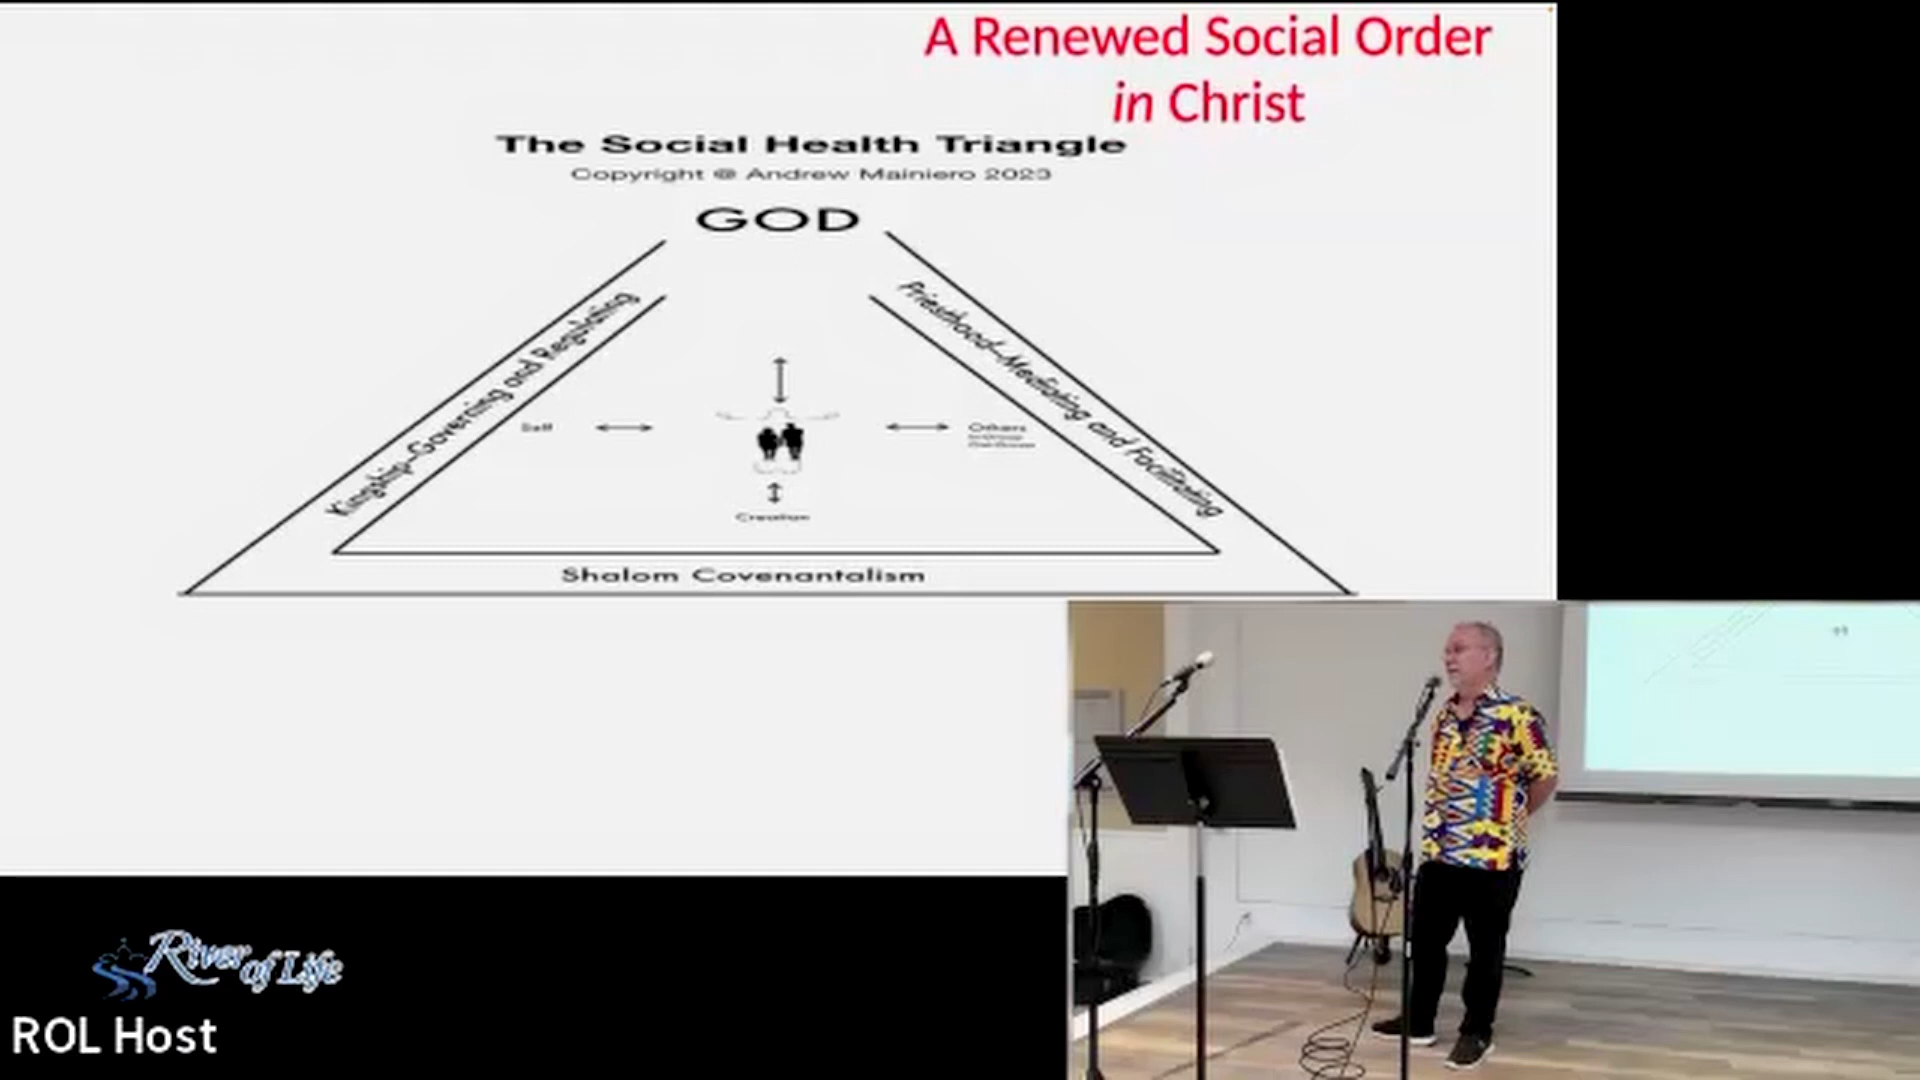 A Renewed Social Order
in Christ
The Social Health Triangle
Copyright @ Andrew Mainiero 2023
GOD
Kingship-Governing and Regulating
Priesthood-Mediating and Facilitating
Self
Others
Creation
Shalom Covenantalism
River of Life
ROL Host